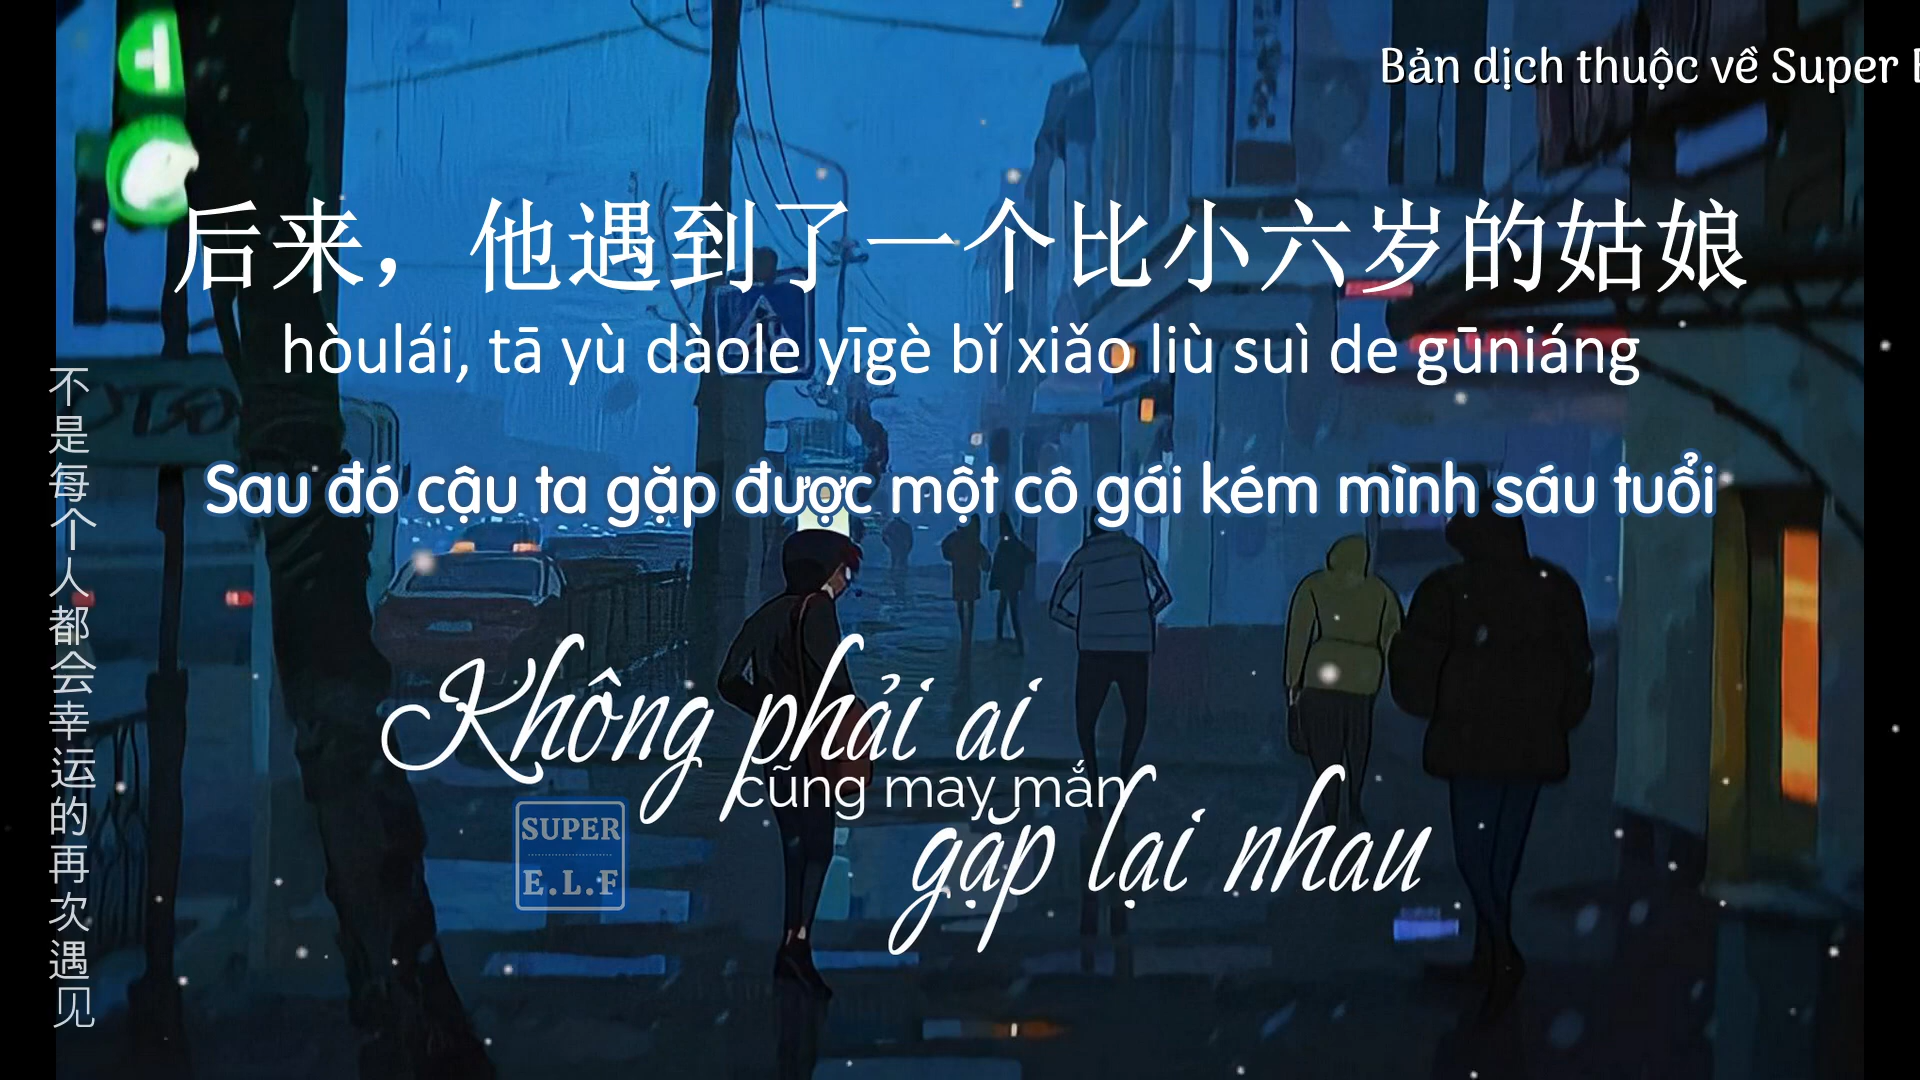 Bản dịch thuộc về Super
后来，他遇到了一个比小六岁的姑娘
hòulái, tā yù dàole yīgè bǐ xiǎo liù suì de gūniáng
Sau đó cậu ta gặp được một cô gái kém mình sáu tuổi
不是每个人都会幸运的再次遇见
Không phải ai
cũng may mắn
gặp lại nhau
SUPER
E.L.F